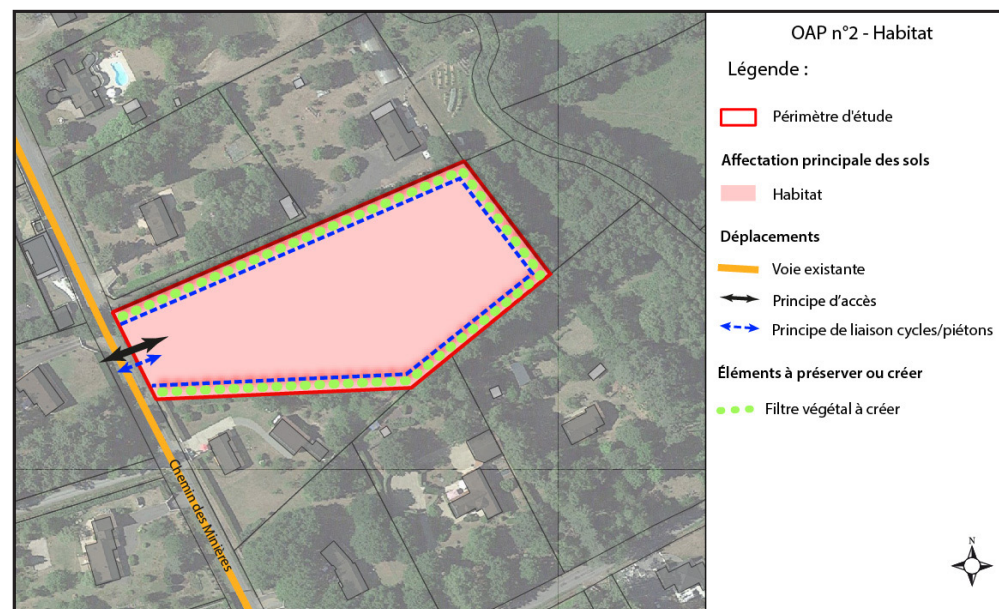 OAP n°2 - Habitat
Légende :
Périmètre d'étude
Affectation principale des sols
Habitat
Déplacements
Voie existante
Principe d’accès
Principe de liaison cycles/piétons
Éléments à préserver ou créer
Filtre végétal à créer
Chemin des Minières
N